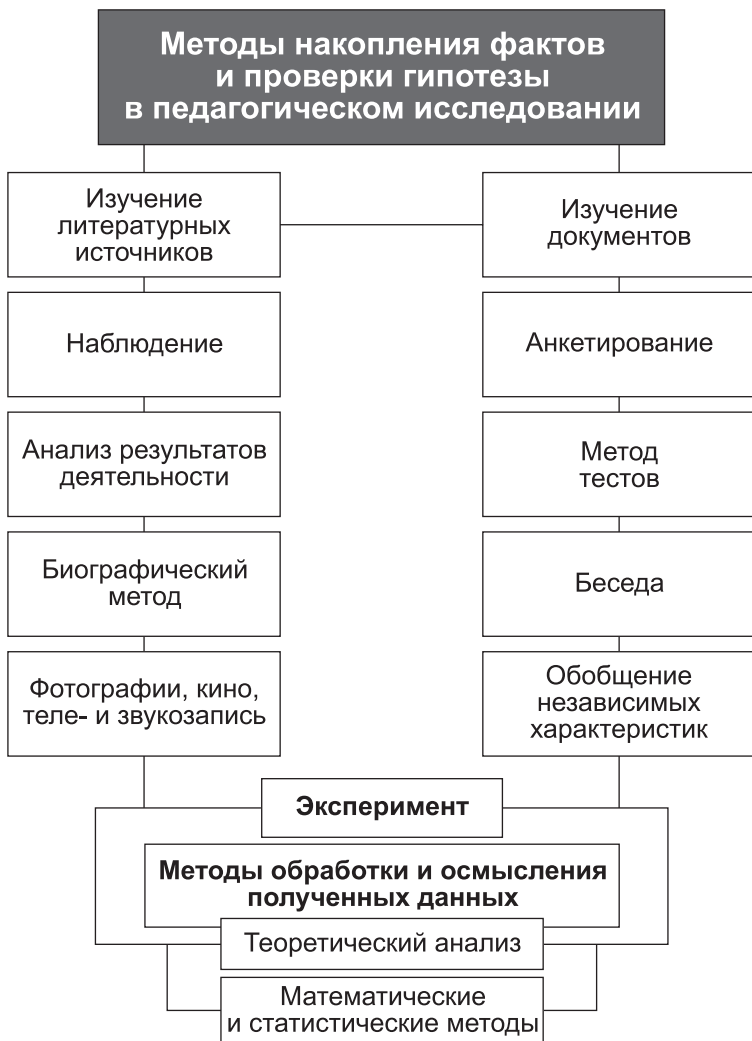 Методы накопления фактов
и проверки гипотезы
в педагогическом исследовании
Изучение
литературных
источников
Изучение
документов
Наблюдение
Анкетирование
Анализ результатов
деятельности
Метод
тестов
Биографический
метод
Беседа
Фотографии, кино,
теле- и звукозапись
Обобщение
независимых
характеристик
Эксперимент
Методы обработки и осмысления
полученных данных
Теоретический анализ
Математические
и статистические методы